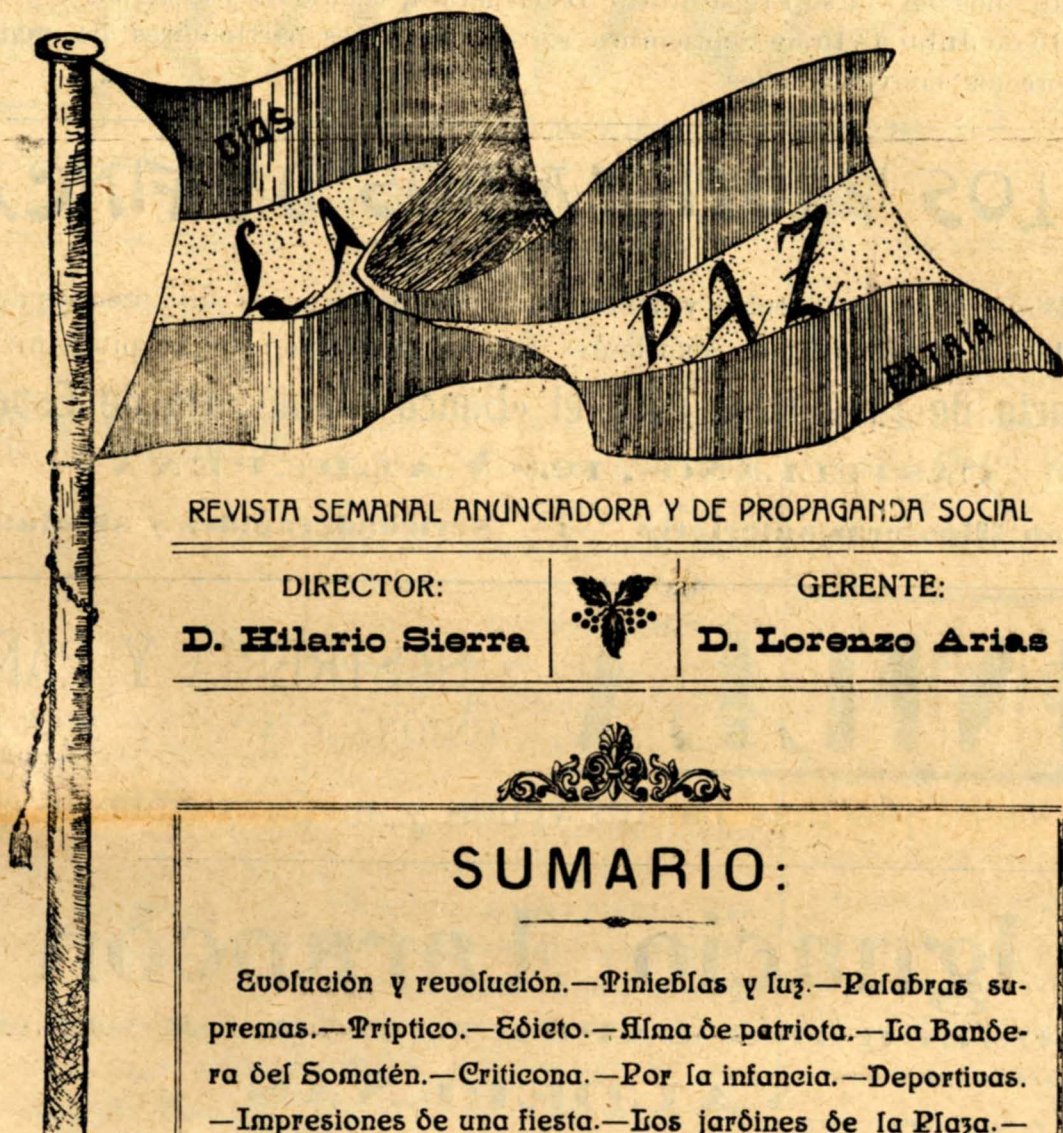 DIOS
LA PAZ
PATRÍA
REVISTA SEMANAL ANUNCIADORA Y DE PROPAGANDA SOCIAL
DIRECTOR:
D. Hilario Sierra
GERENTE:
D. Lorenzo Arias
SUMARIO:
Evolución y revolución.—Tinieblas y luz.—Palabras su-
premas.—Tríptico.—Edicto.—Alma de patriota.—La Bande-
ra del Somatén.—Criticona.—Por la infancia.—Deportivas.
—Impresiones de una fiesta.—Los jardines de la Plaza.—